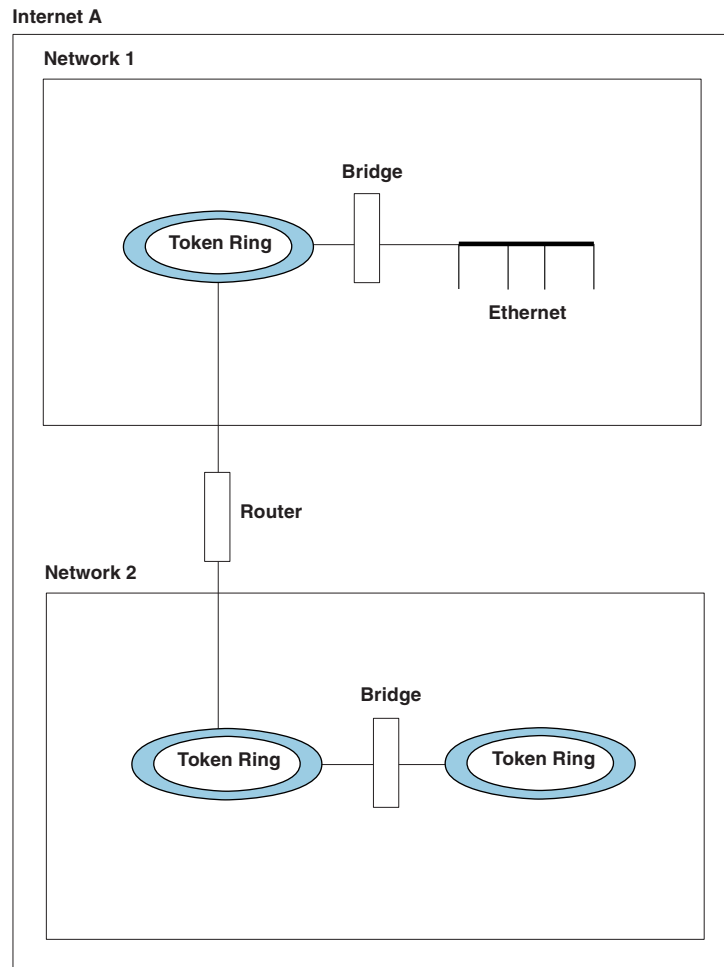 Internet A
Network 1
Bridge
Token Ring
Ethernet
Router
Network 2
Bridge
Token Ring
Token Ring